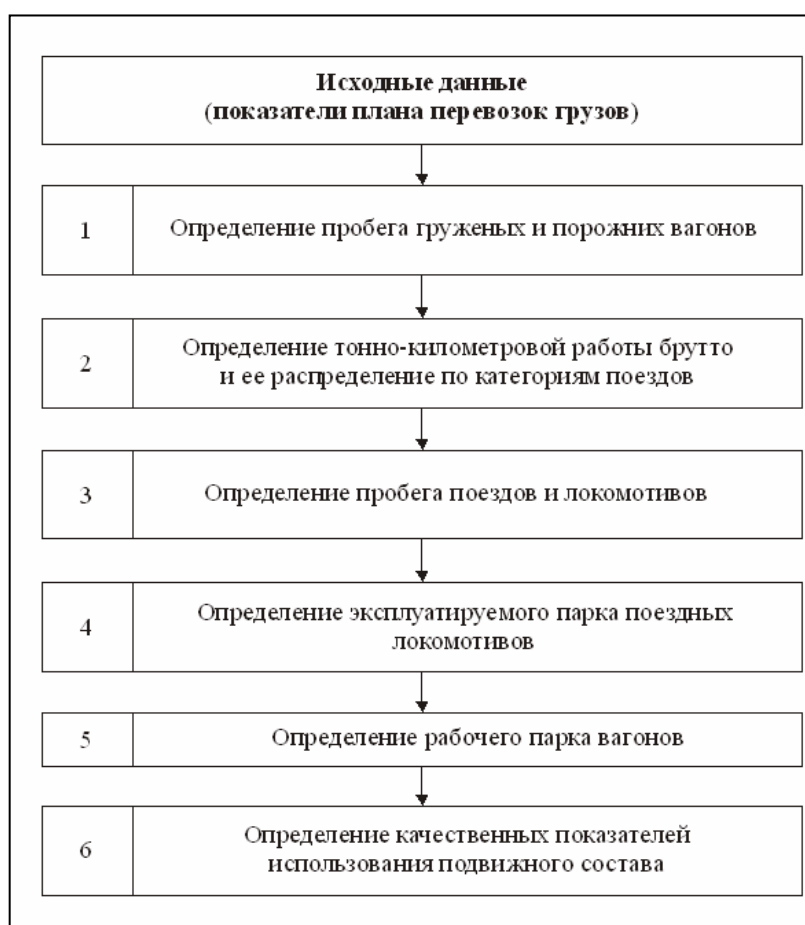 Исходные данные
(показатели плана перевозок грузов)
1
Определение пробега груженых и порожних вагонов
2
Определение тонно-километровой работы брутто
и ее распределение по категориям поездов
3
Определение пробега поездов и локомотивов
4
Определение эксплуатируемого парка поездных
локомотивов
5
Определение рабочего парка вагонов
6
Определение качественных показателей
использования подвижного состава